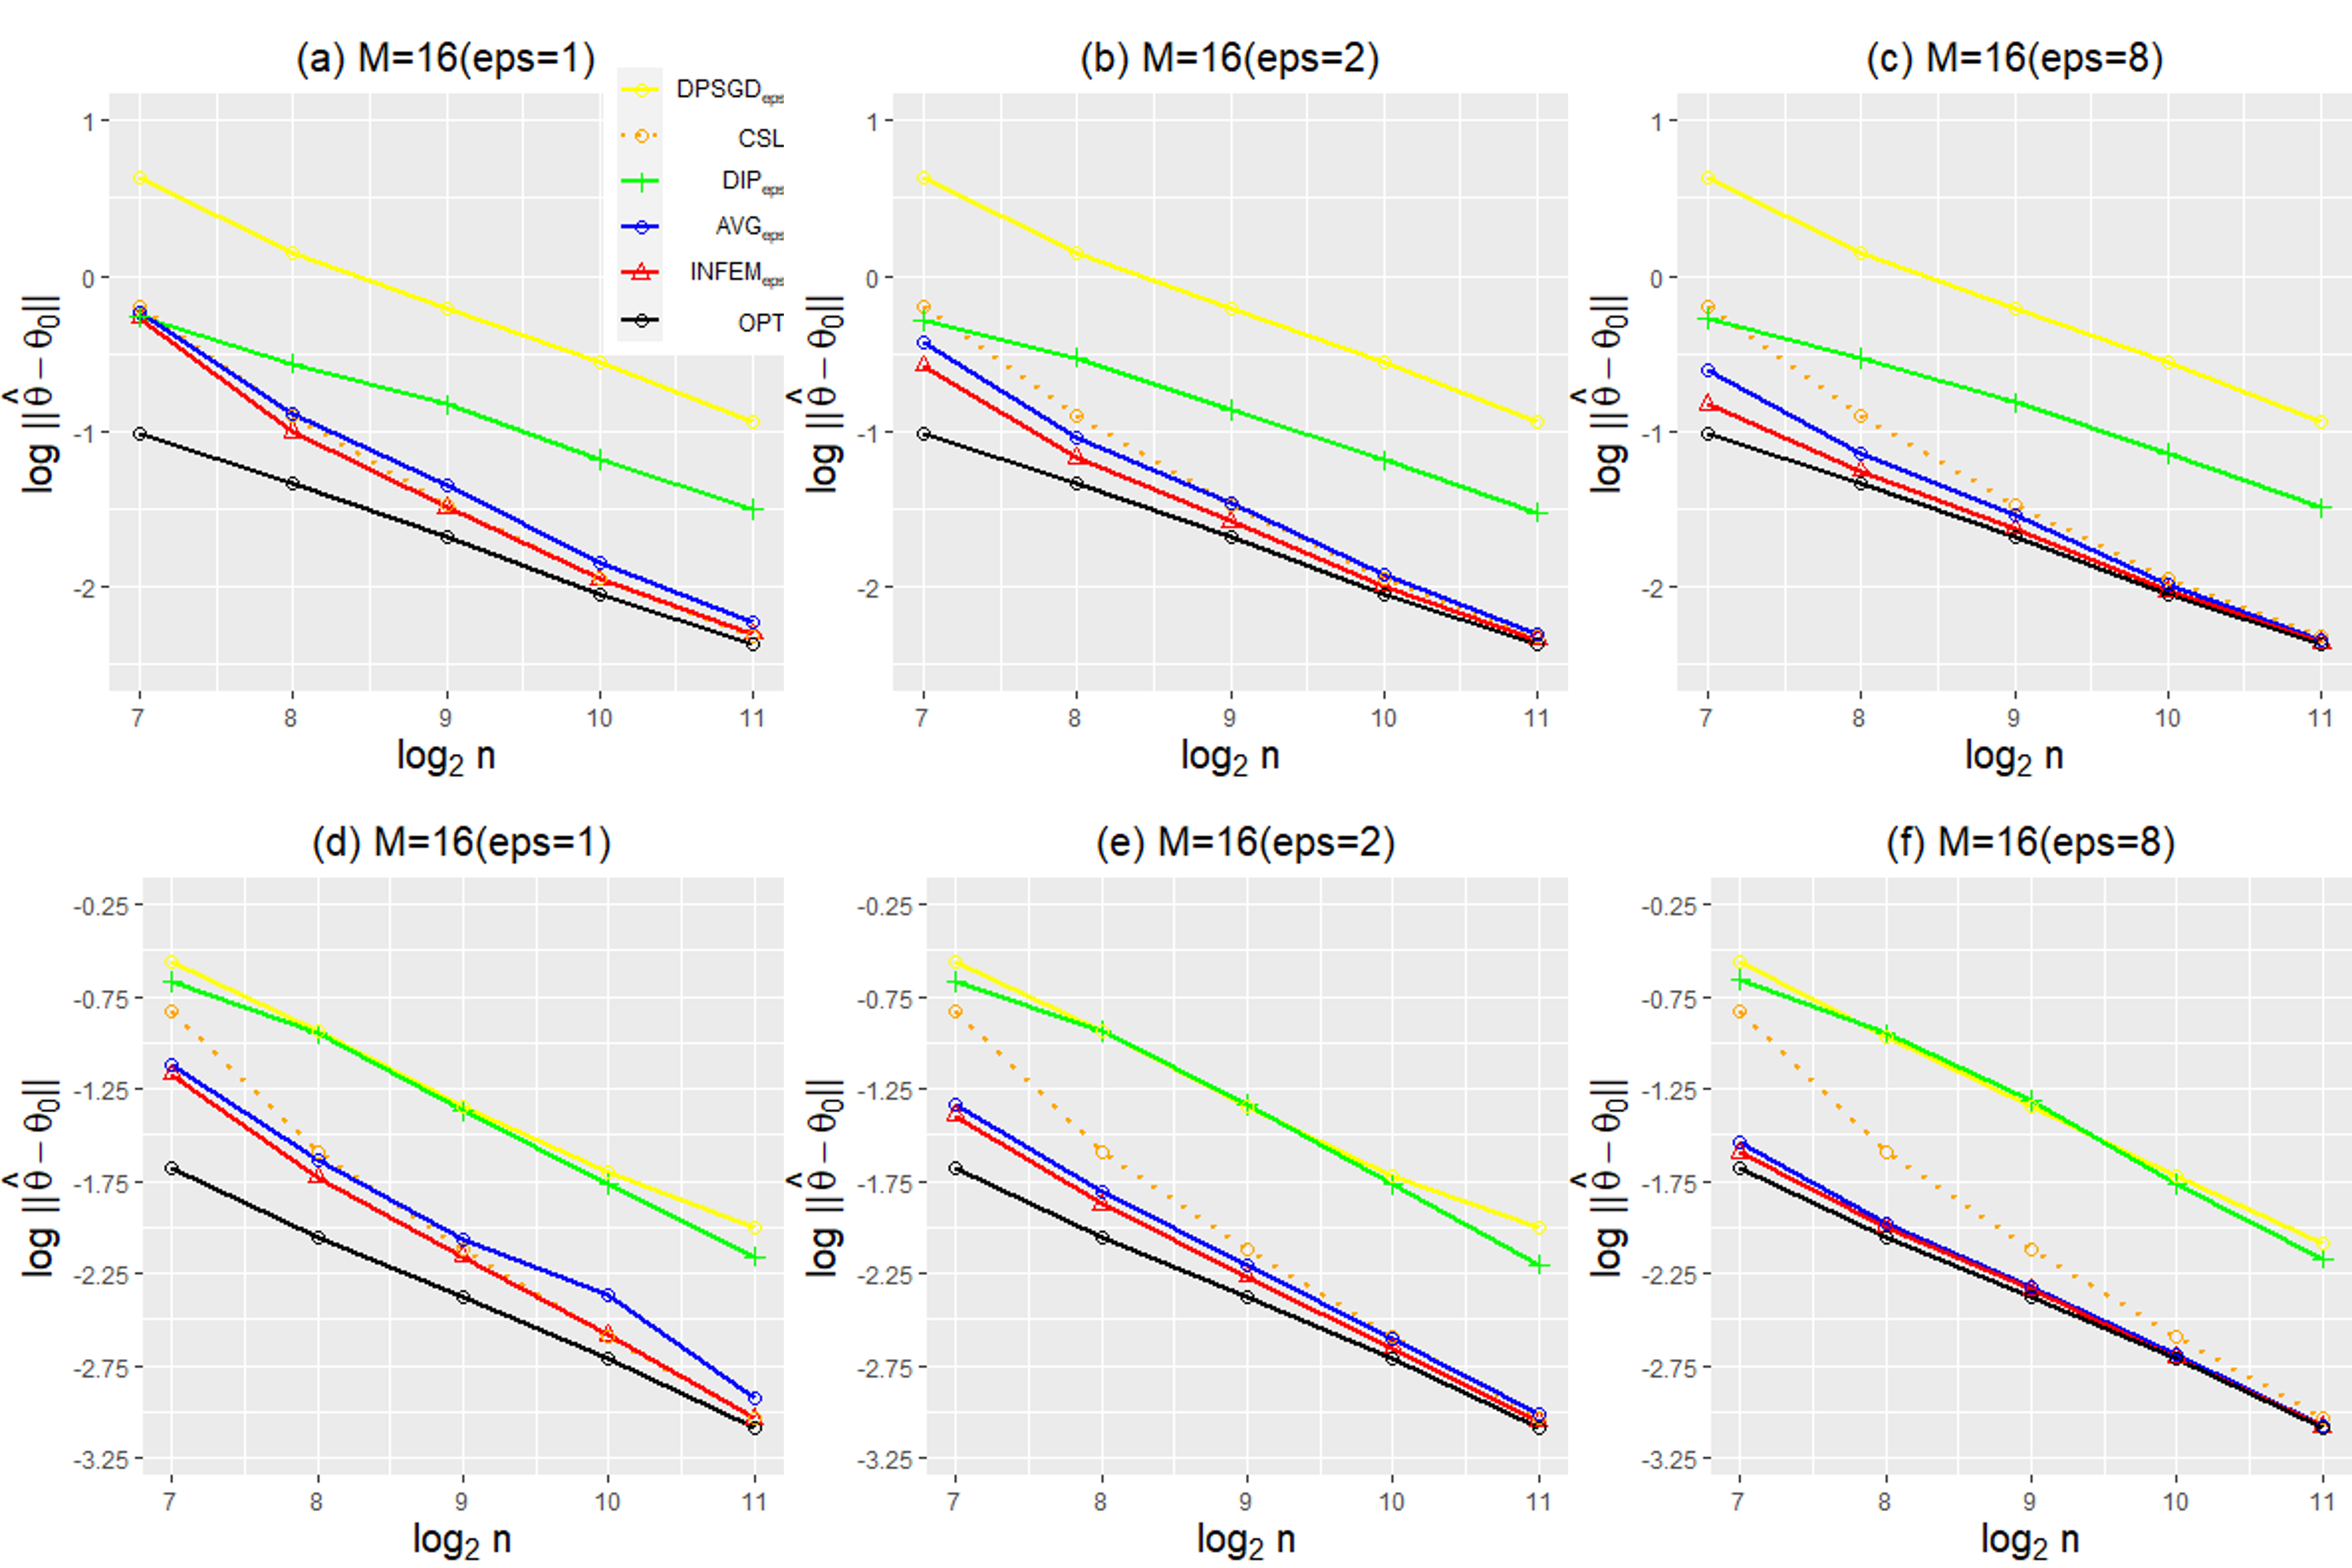 (a) M=16(eps=1)
DPSGD_eps
CSL
DIP_eps
AVG_eps
INFEM_eps
OPT
1
0
-1
-2
log ||θ̂ − θ₀||
7 8 9 10 11
log₂ n
(b) M=16(eps=2)
1
0
-1
-2
log ||θ̂ − θ₀||
7 8 9 10 11
log₂ n
(c) M=16(eps=8)
1
0
-1
-2
log ||θ̂ − θ₀||
7 8 9 10 11
log₂ n
(d) M=16(eps=1)
-0.25
-0.75
-1.25
-1.75
-2.25
-2.75
-3.25
log ||θ̂ − θ₀||
7 8 9 10 11
log₂ n
(e) M=16(eps=2)
-0.25
-0.75
-1.25
-1.75
-2.25
-2.75
-3.25
log ||θ̂ − θ₀||
7 8 9 10 11
log₂ n
(f) M=16(eps=8)
-0.25
-0.75
-1.25
-1.75
-2.25
-2.75
-3.25
log ||θ̂ − θ₀||
7 8 9 10 11
log₂ n